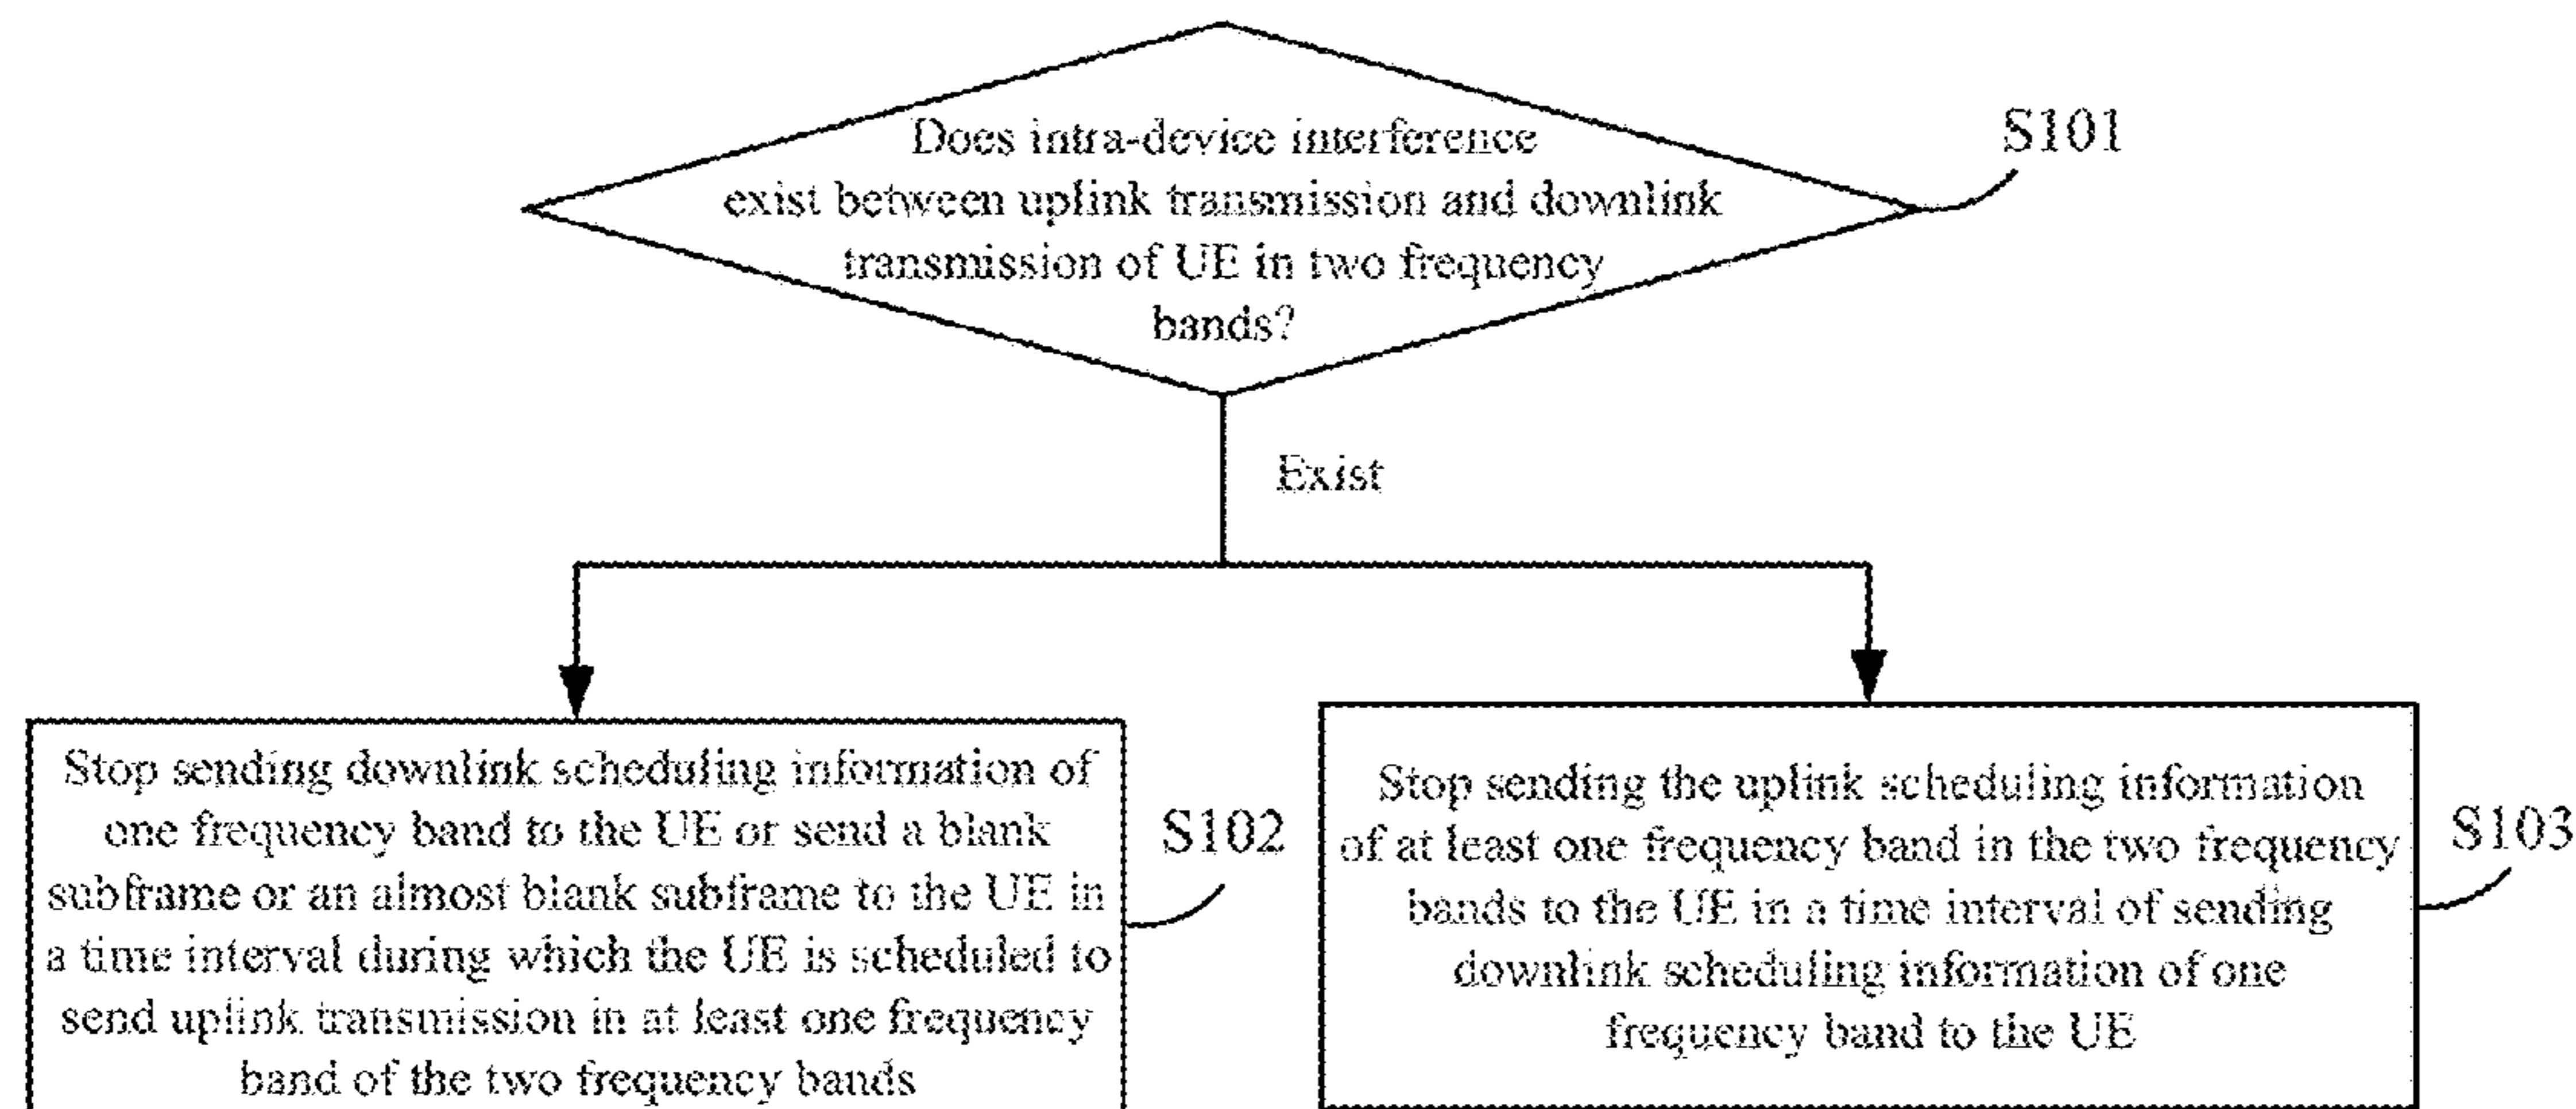 Does intra-device interference
exist between uplink transmission and downlink
transmission of UE in two frequency
bands?
S101
Exist
Stop sending downlink scheduling information of
one frequency band to the UE or send a blank
subframe or an almost blank subframe to the UE in
a time interval during which the UE is scheduled to
send uplink transmission in at least one frequency
band of the two frequency bands
S102
Stop sending the uplink scheduling information
of at least one frequency band in the two frequency
bands to the UE in a time interval of sending
downlink scheduling information of one
frequency band to the UE
S103